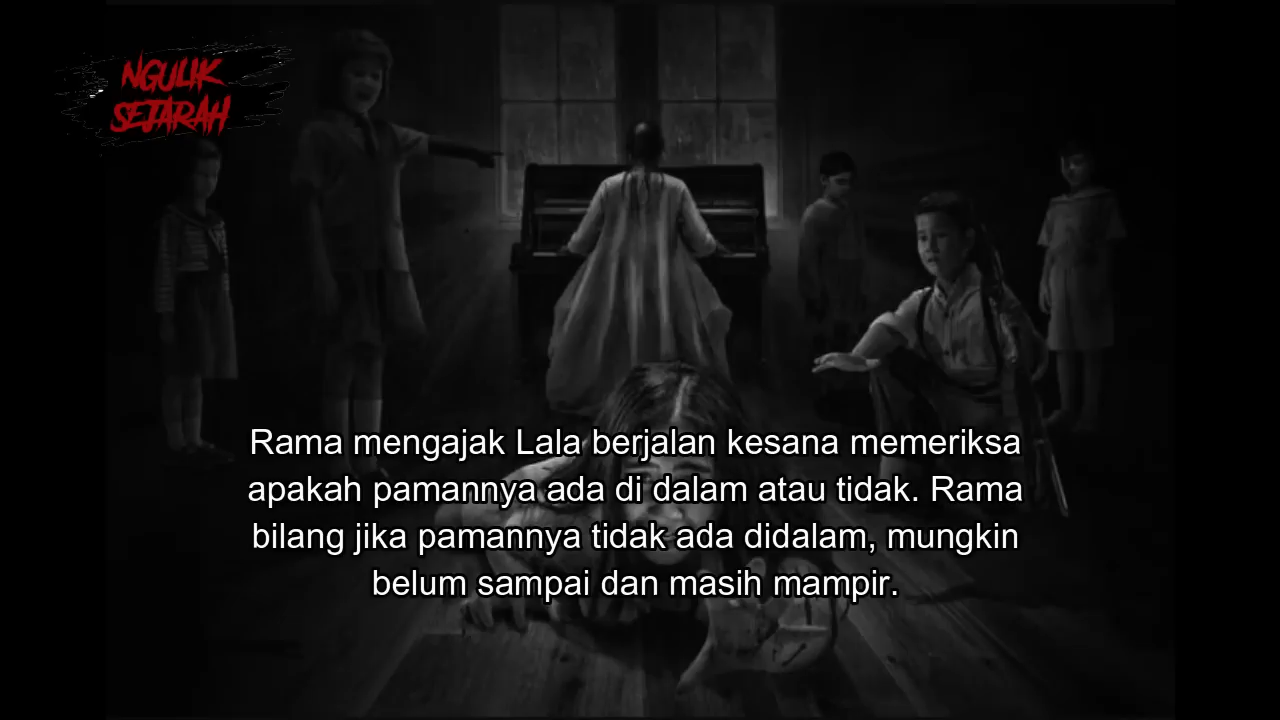 NGULIK
SEJARAH
Rama mengajak Lala berjalan kesana memeriksa
apakah pamannya ada di dalam atau tidak. Rama
bilang jika pamannya tidak ada didalam, mungkin
belum sampai dan masih mampir.